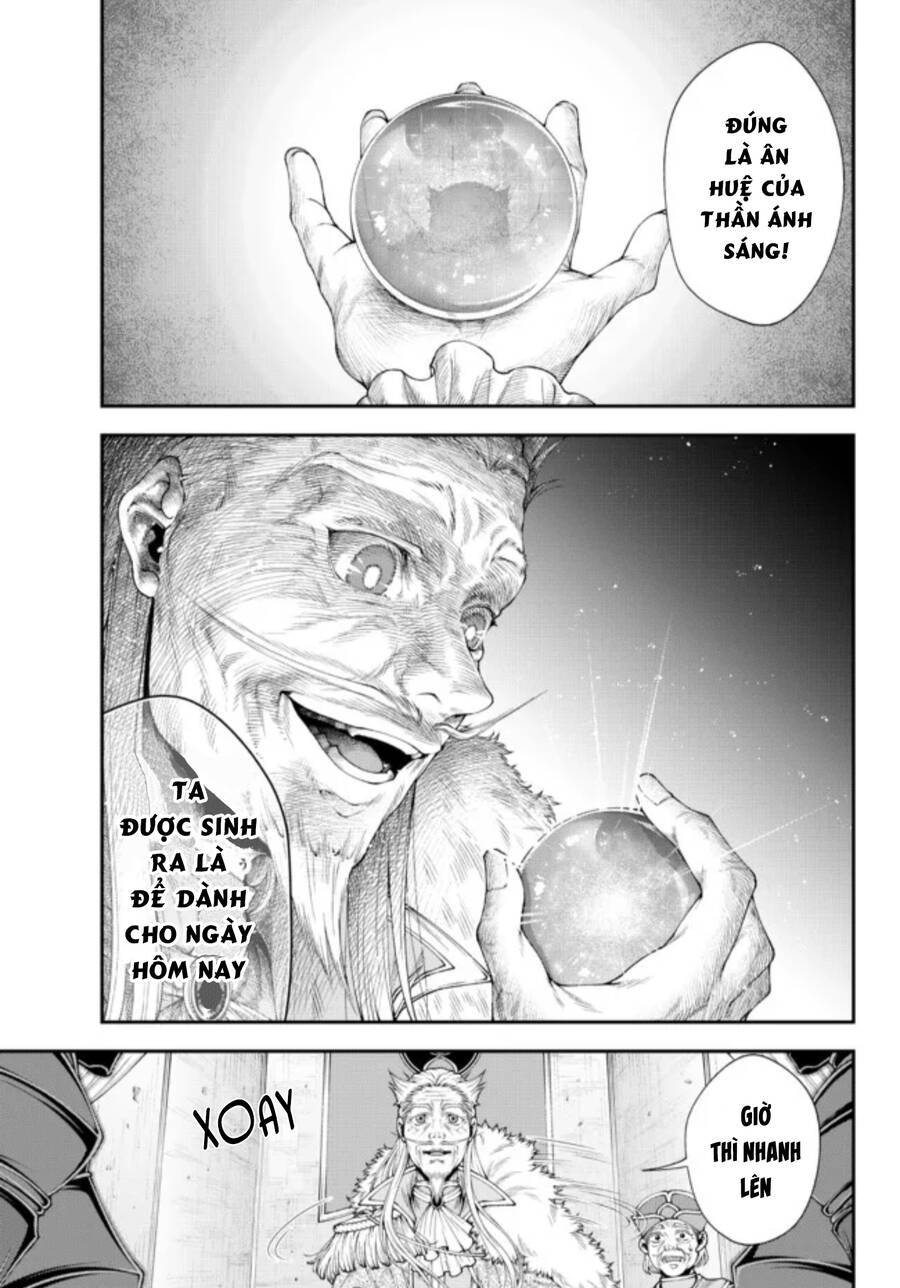 ĐÚNG
LÀ ÂN
HUỆ CỦA
THẦN ÁNH
SÁNG!
TA
ĐƯỢC SINH
RA LÀ
ĐỂ DÀNH
CHO NGÀY
HÔM NAY
XOAY
GIỜ
THÌ NHANH
LÊN